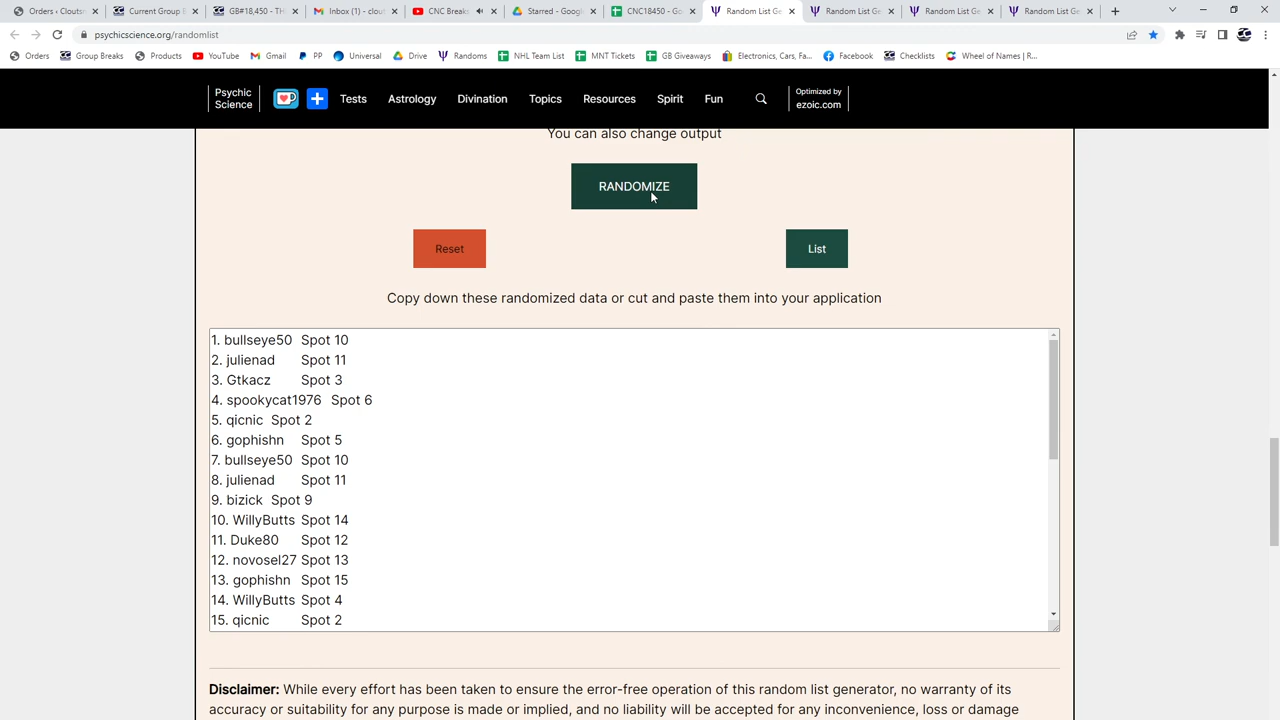 Orders ‹ Clouts
Current Group E
GB#18,450 - TH
Inbox (1) - clout
CNC Breaks
Starred - Google
CNC18450 - Go
Random List Ge
Random List Ge
Random List Ge
Random List Ge
psychicscience.org/randomlist
Orders
Group Breaks
Products
YouTube
Gmail
PP
Universal
Drive
Randoms
NHL Team List
MNT Tickets
GB Giveaways
Electronics, Cars, Fa...
Facebook
Checklists
Wheel of Names | R...
Psychic
Science
Tests
Astrology
Divination
Topics
Resources
Spirit
Fun
Optimized by
ezoic.com
You can also change output
RANDOMIZE
Reset
List
Copy down these randomized data or cut and paste them into your application
1. bullseye50 Spot 10
2. julienad Spot 11
3. Gtkacz Spot 3
4. spookycat1976 Spot 6
5. qicnic Spot 2
6. gophishn Spot 5
7. bullseye50 Spot 10
8. julienad Spot 11
9. bizick Spot 9
10. WillyButts Spot 14
11. Duke80 Spot 12
12. novosel27 Spot 13
13. gophishn Spot 15
14. WillyButts Spot 4
15. qicnic Spot 2
Disclaimer: While every effort has been taken to ensure the error-free operation of this random list generator, no warranty of its
accuracy or suitability for any purpose is made or implied, and no liability will be accepted for any inconvenience, loss or damage